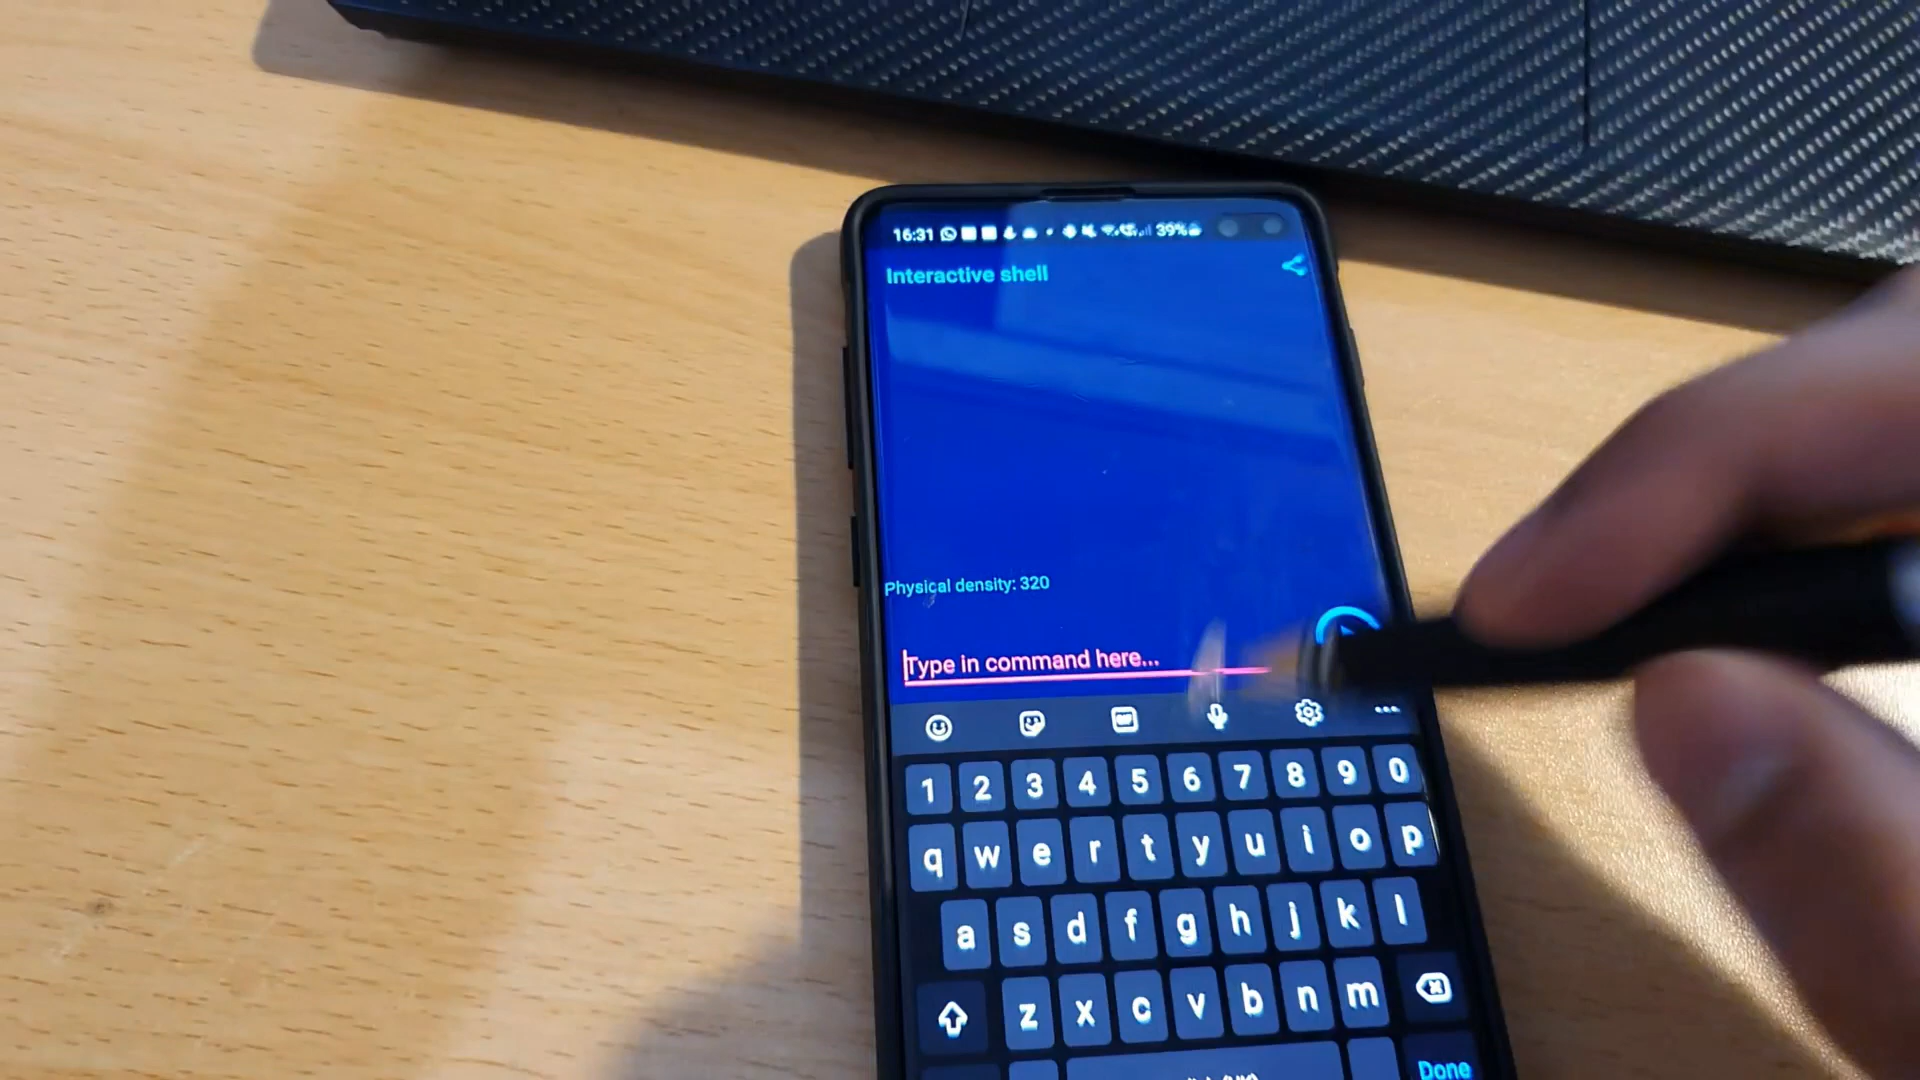 16:31 39%
Interactive shell
Physical density: 320
Type in command here...
GIF
1 2 3 4 5 6 7 8 9 0
q w e r t y u i o p
a s d f g h j k l
z x c v b n m
Done